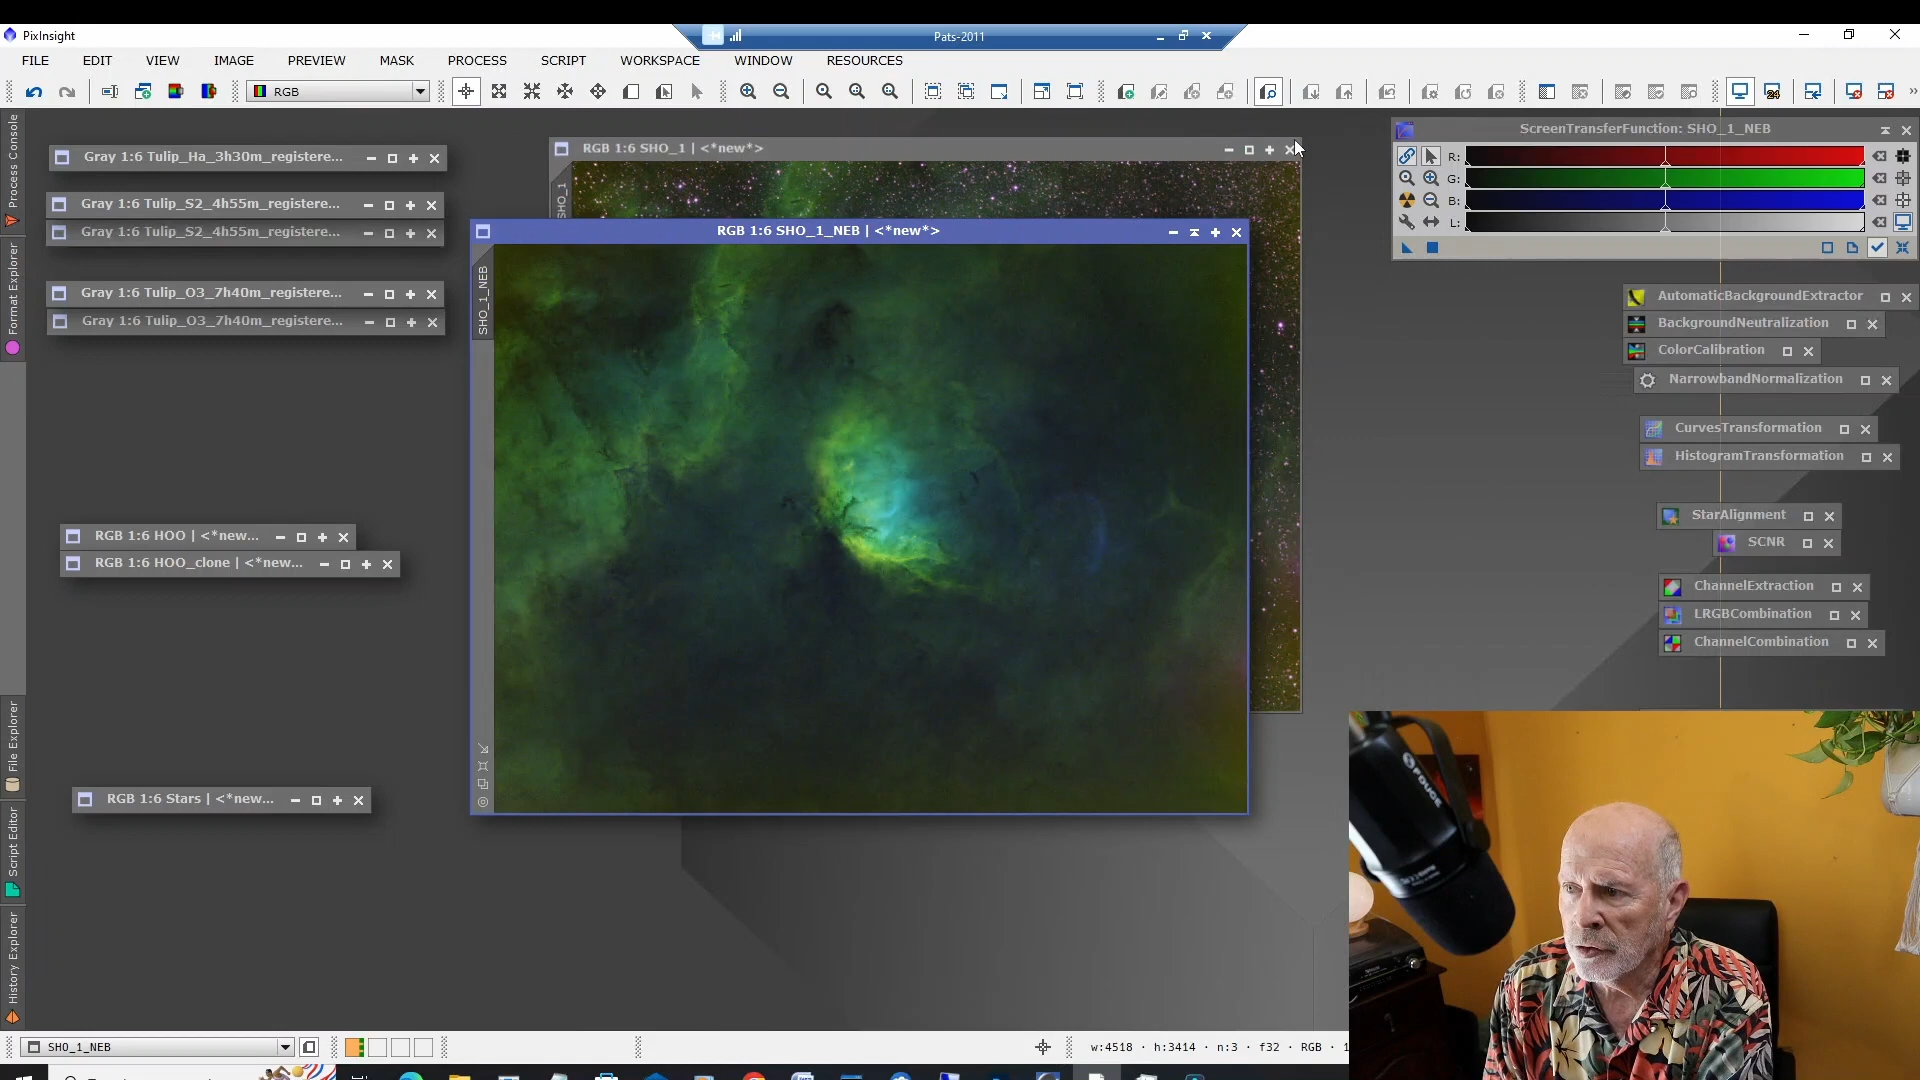 PixInsight
Pats-2011
FILE
EDIT
VIEW
IMAGE
PREVIEW
MASK
PROCESS
SCRIPT
WORKSPACE
WINDOW
RESOURCES
RGB
24
»
Process Console
Format Explorer
File Explorer
Script Editor
History Explorer
Gray 1:6 Tulip_Ha_3h30m_registere...
Gray 1:6 Tulip_S2_4h55m_registere...
Gray 1:6 Tulip_S2_4h55m_registere...
Gray 1:6 Tulip_O3_7h40m_registere...
Gray 1:6 Tulip_O3_7h40m_registere...
RGB 1:6 HOO | <*new...
RGB 1:6 HOO_clone | <*new...
RGB 1:6 Stars | <*new...
RGB 1:6 SHO_1 | <*new*>
SHO_1
RGB 1:6 SHO_1_NEB | <*new*>
SHO_1_NEB
ScreenTransferFunction: SHO_1_NEB
R:
G:
B:
L:
AutomaticBackgroundExtractor
BackgroundNeutralization
ColorCalibration
NarrowbandNormalization
CurvesTransformation
HistogramTransformation
StarAlignment
SCNR
ChannelExtraction
LRGBCombination
ChannelCombination
SHO_1_NEB
w:4518 · h:3414 · n:3 · f32 · RGB · 1